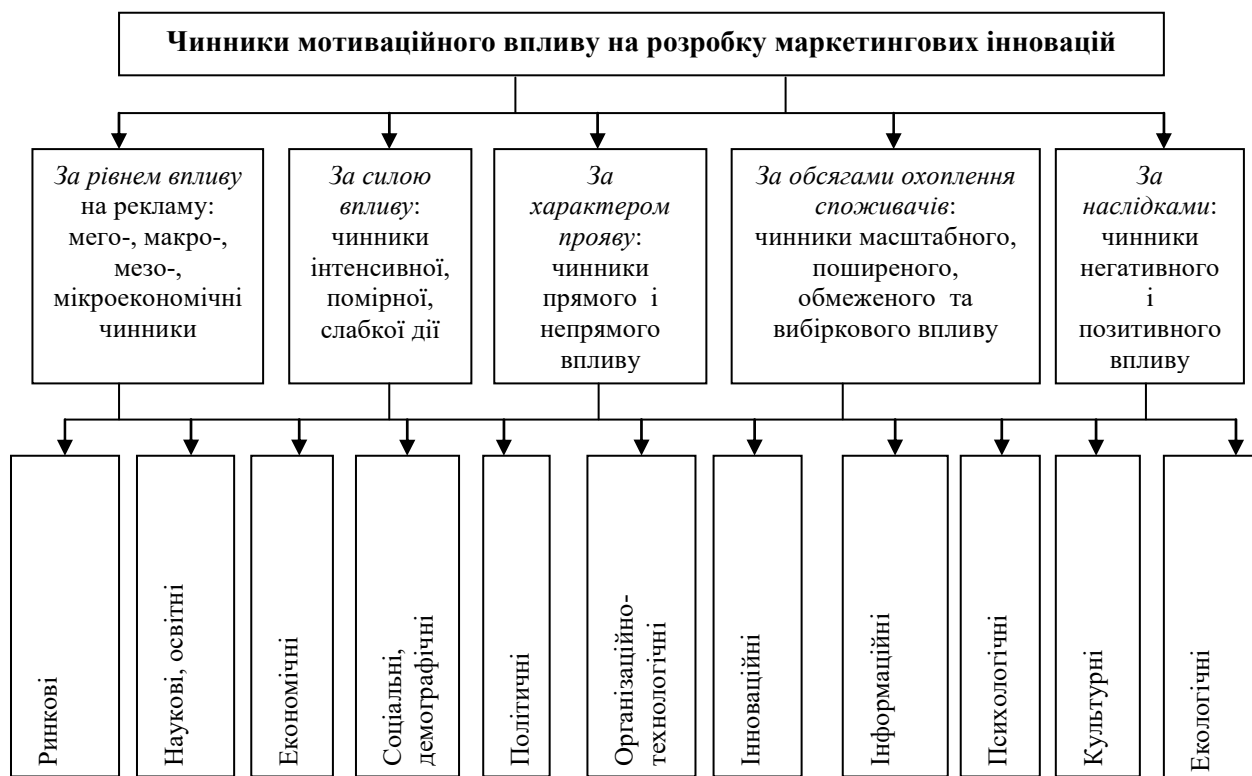 Чинники мотиваційного впливу на розробку маркетингових інновацій
За рівнем впливу
на рекламу:
мего-, макро-,
мезо-,
мікроекономічні
чинники
За силою
впливу:
чинники
інтенсивної,
помірної,
слабкої дії
За
характером
прояву:
чинники
прямого і
непрямого
впливу
За обсягами охоплення
споживачів:
чинники масштабного,
поширеного,
обмеженого та
вибіркового впливу
За
наслідками:
чинники
негативного
і
позитивного
впливу
Ринкові
Наукові, освітні
Економічні
Соціальні,
демографічні
Політичні
Організаційно-
технологічні
Інноваційні
Інформаційні
Психологічні
Культурні
Екологічні